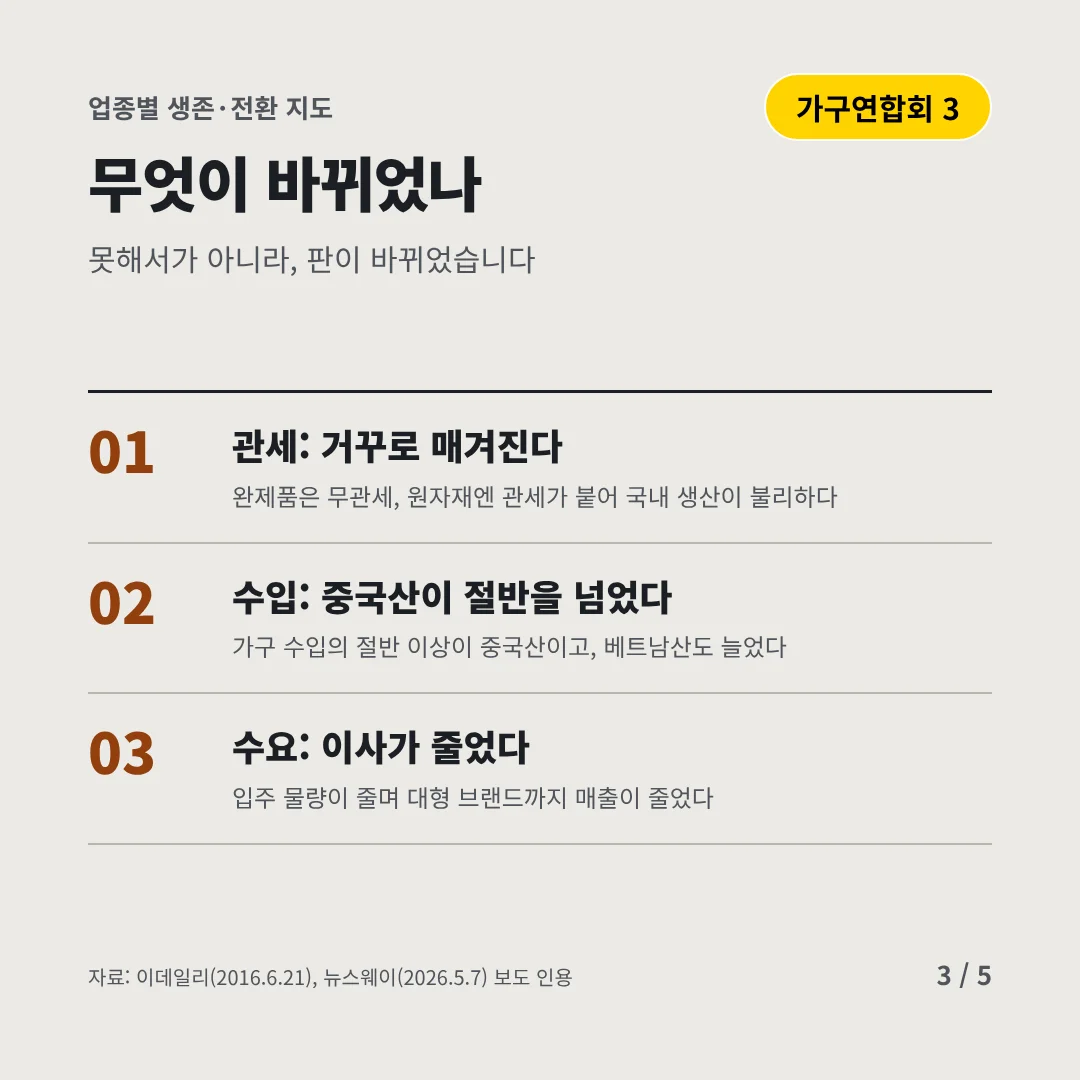 업종별 생존·전환 지도
가구연합회 3
무엇이 바뀌었나
못해서가 아니라, 판이 바뀌었습니다
01
관세: 거꾸로 매겨진다
완제품은 무관세, 원자재엔 관세가 붙어 국내 생산이 불리하다
02
수입: 중국산이 절반을 넘었다
가구 수입의 절반 이상이 중국산이고, 베트남산도 늘었다
03
수요: 이사가 줄었다
입주 물량이 줄며 대형 브랜드까지 매출이 줄었다
자료: 이데일리(2016.6.21), 뉴스웨이(2026.5.7) 보도 인용
3 / 5